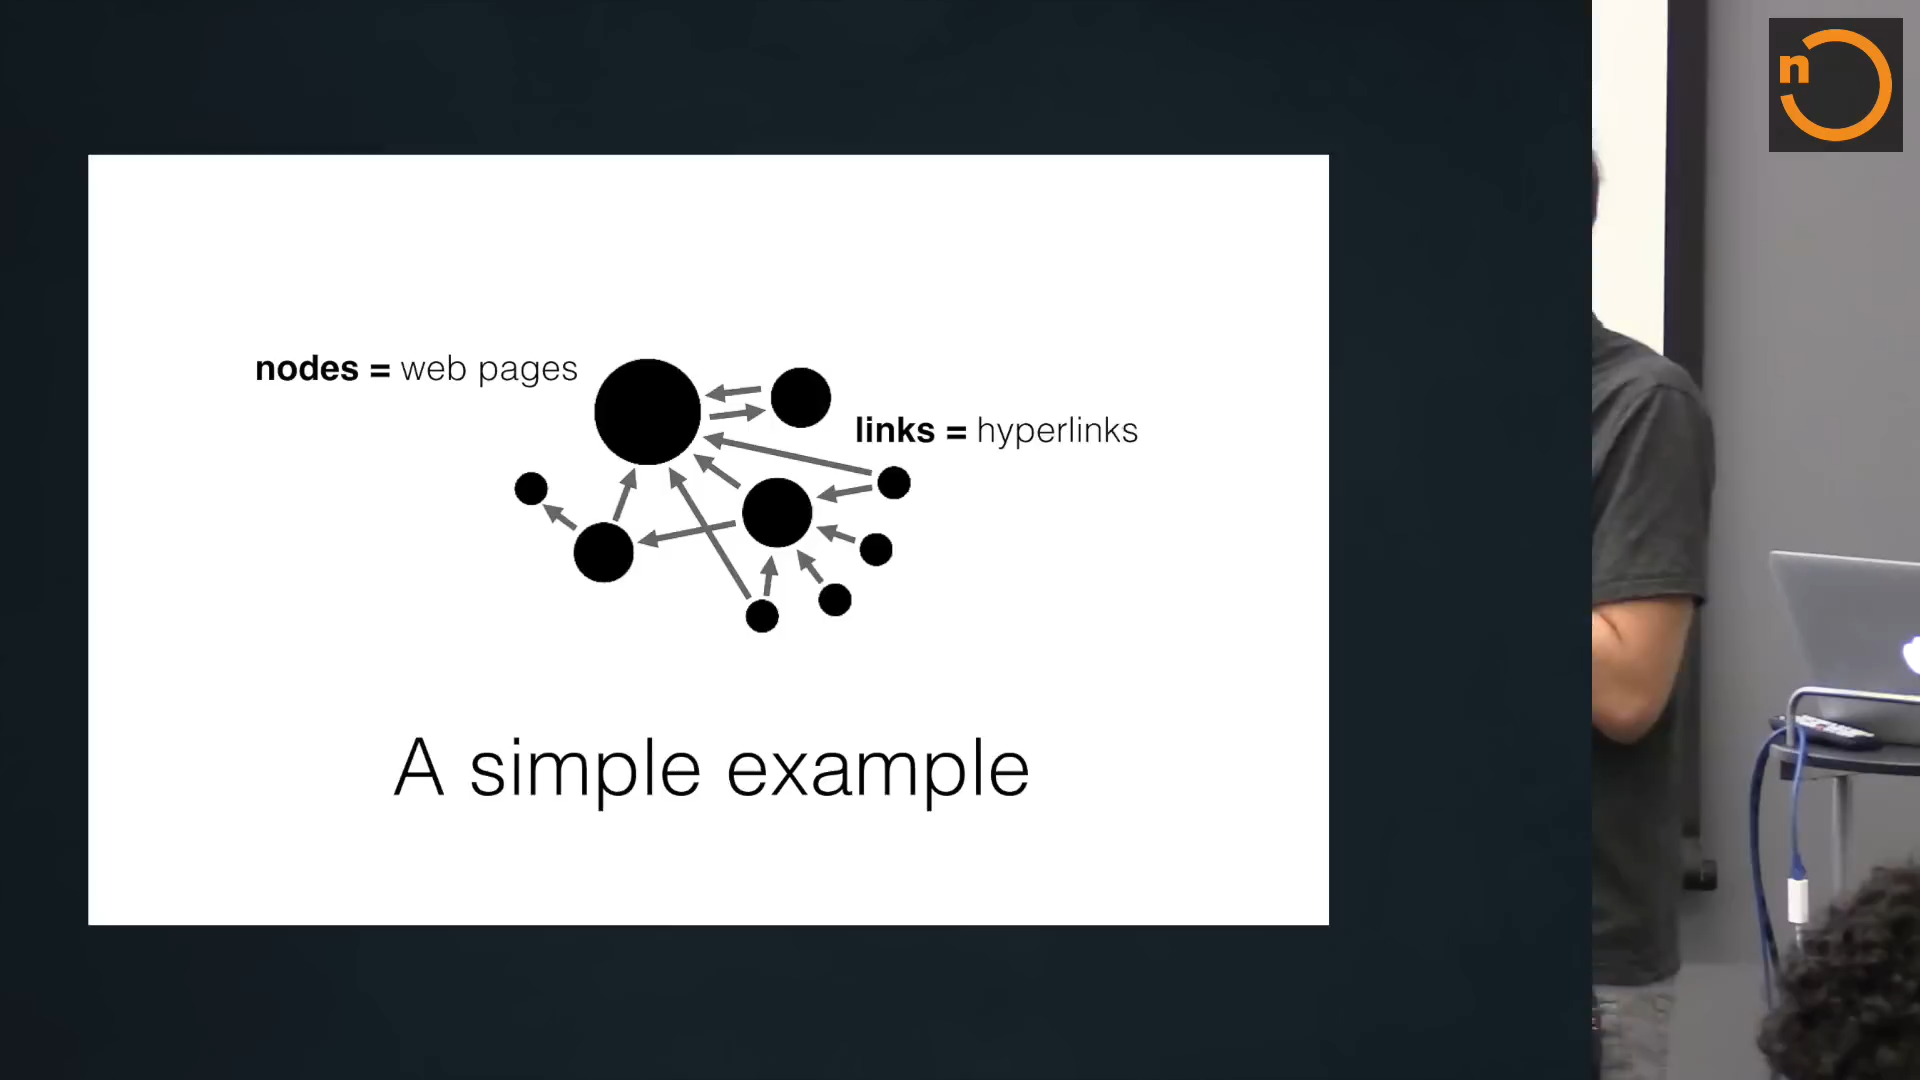 n
nodes = web pages
links = hyperlinks
A simple example